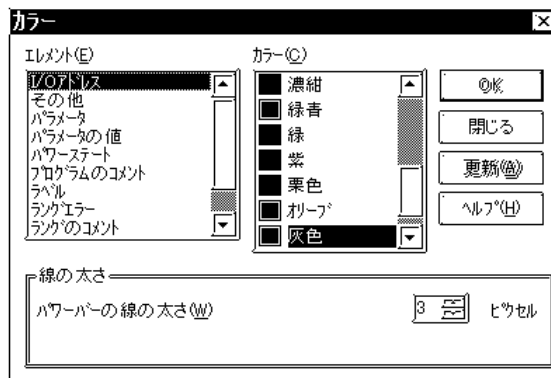 カラー
エレメント(E)
I/Oアドレス
その他
パラメータ
パラメータの値
パワーステート
プログラムのコメント
ラベル
ラングエラー
ラングのコメント
カラー(C)
濃紺
緑青
緑
紫
栗色
オリーブ
灰色
OK
閉じる
更新(A)
ヘルプ(H)
線の太さ
パワーバーの線の太さ(W)
3
ピクセル